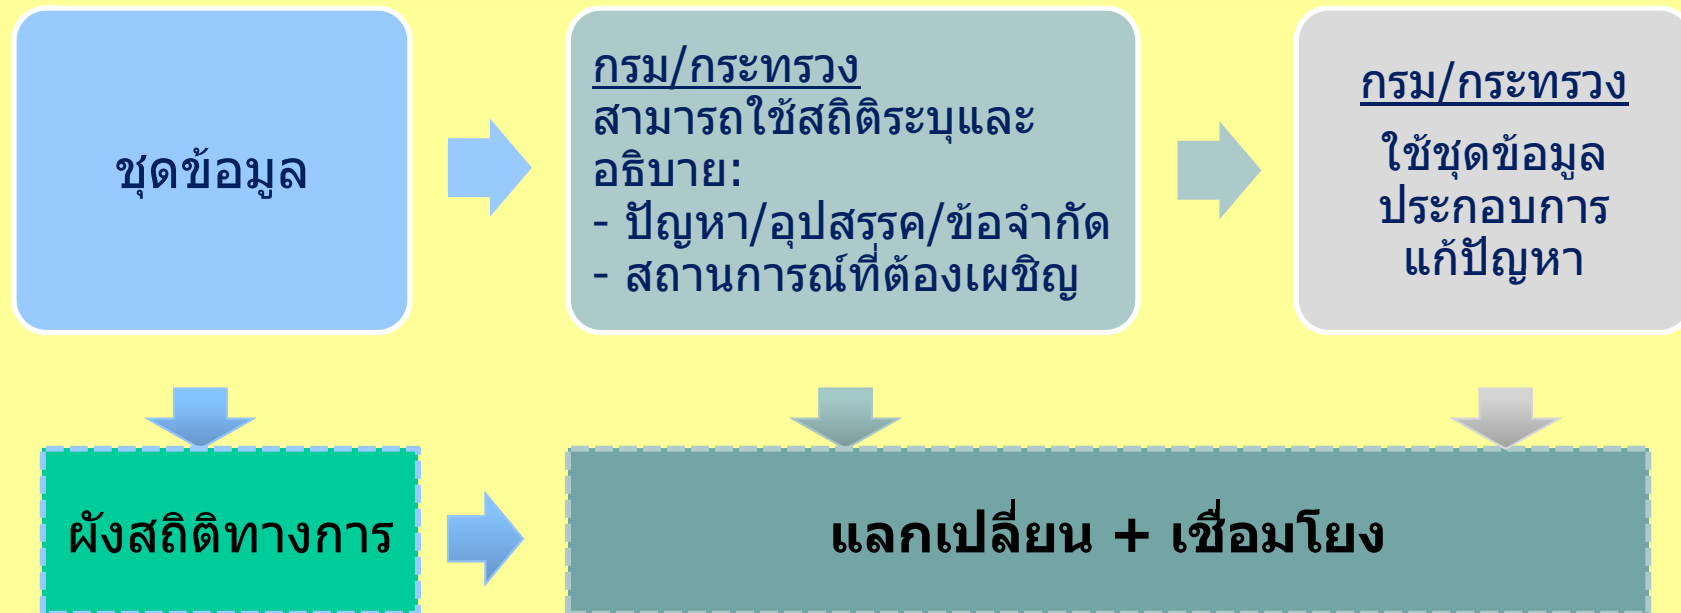 ชุดข้อมูล
กรม/กระทรวง
สามารถใช้สถิติระบุและ
อธิบาย:
- ปัญหา/อุปสรรค/ข้อจำกัด
- สถานการณ์ที่ต้องเผชิญ
กรม/กระทรวง
ใช้ชุดข้อมูล
ประกอบการ
แก้ปัญหา
ผังสถิติทางการ
แลกเปลี่ยน + เชื่อมโยง